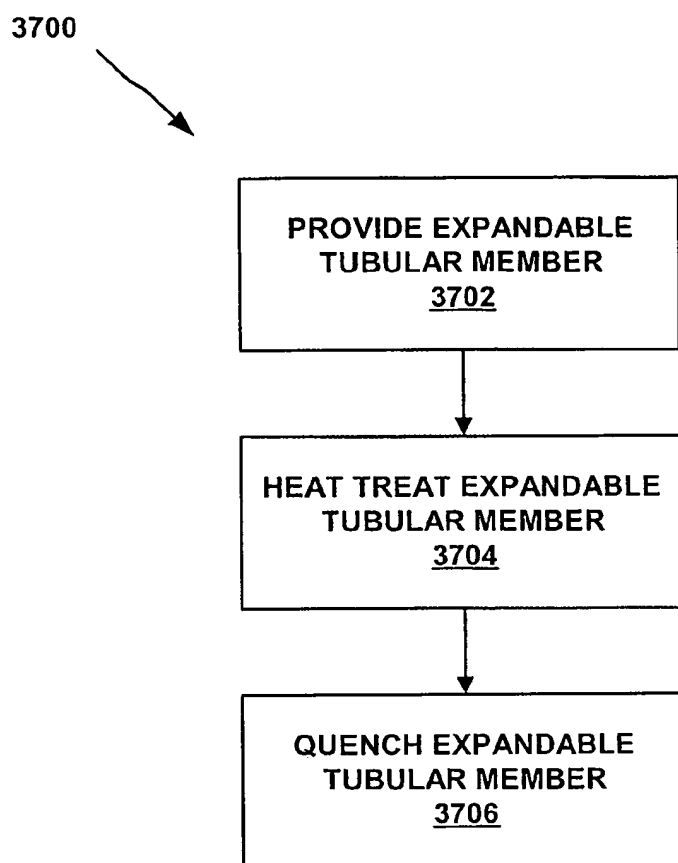 3700
PROVIDE EXPANDABLE
TUBULAR MEMBER
3702
HEAT TREAT EXPANDABLE
TUBULAR MEMBER
3704
QUENCH EXPANDABLE
TUBULAR MEMBER
3706